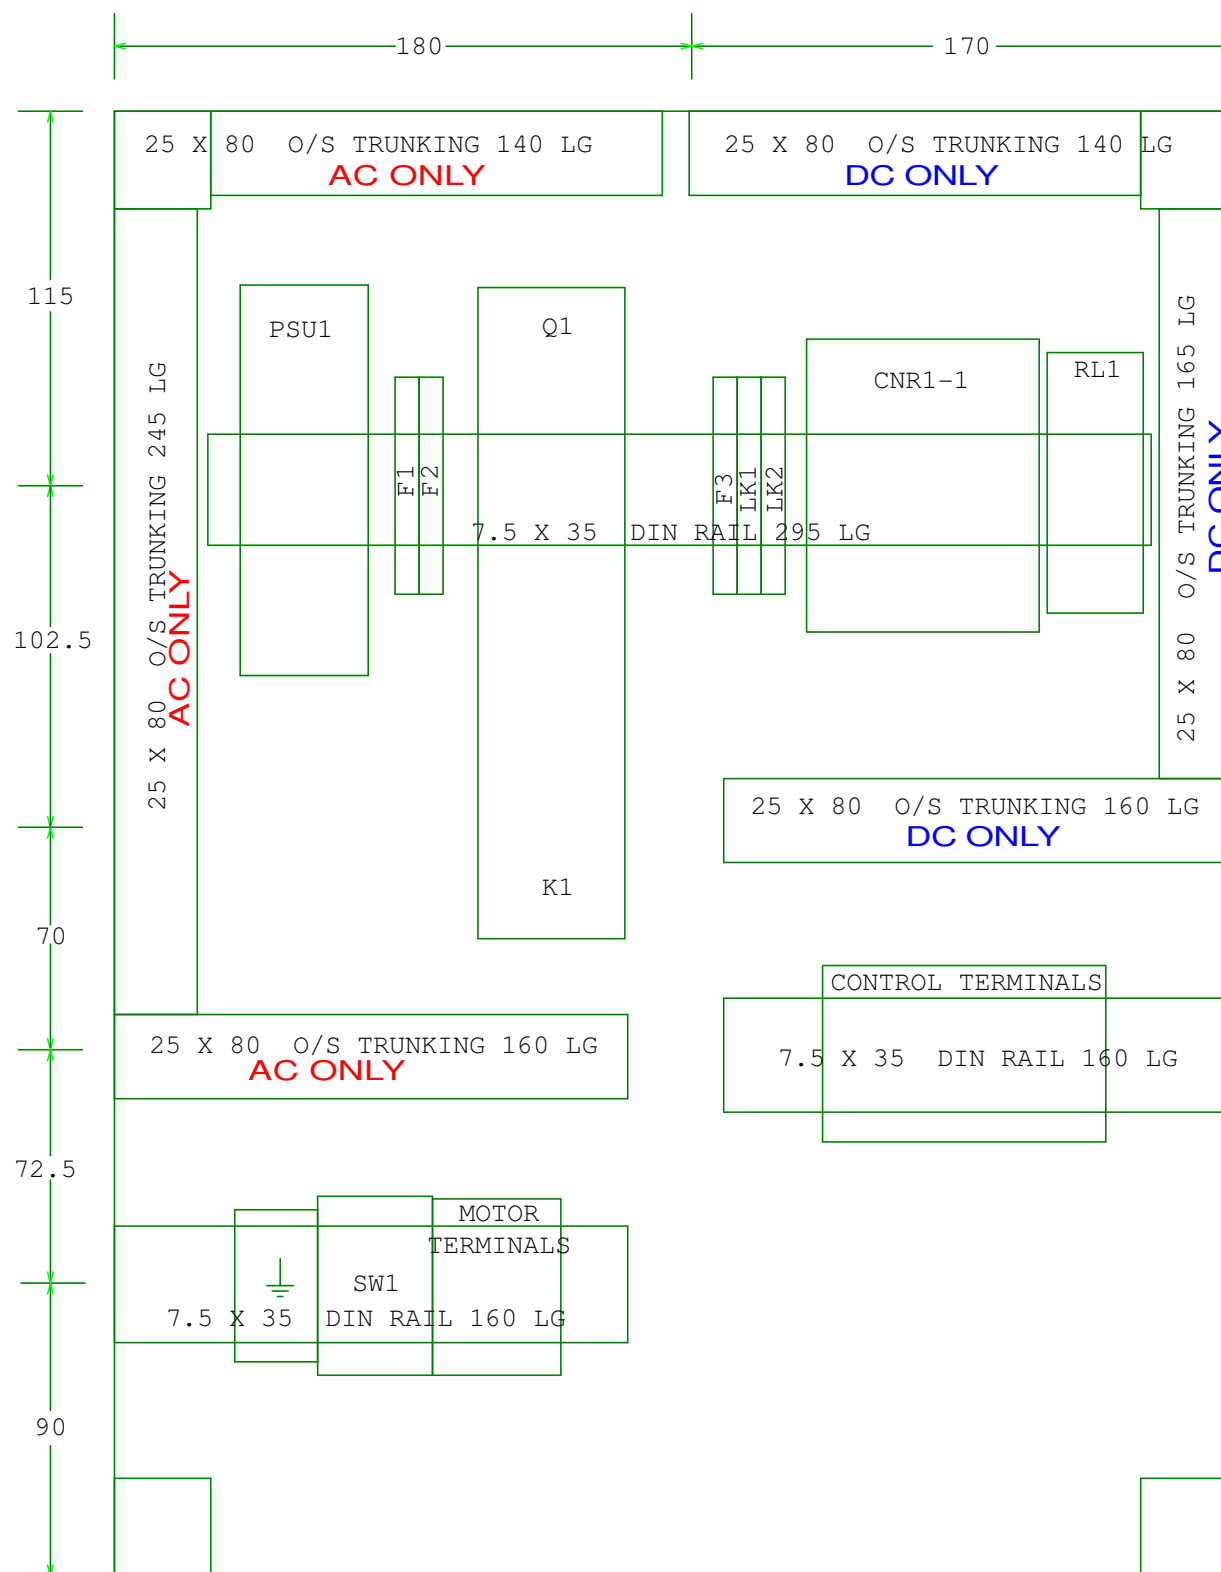 180
170
25 X 80 O/S TRUNKING 140 LG
AC ONLY
25 X 80 O/S TRUNKING 140 LG
DC ONLY
115
PSU1
Q1
CNR1-1
RL1
25 X 80 O/S TRUNKING 245 LG
AC ONLY
25 X 80 O/S TRUNKING 165 LG
DC ONLY
F1
F2
F3
LK1
LK2
7.5 X 35 DIN RAIL 295 LG
102.5
25 X 80 O/S TRUNKING 160 LG
DC ONLY
K1
70
CONTROL TERMINALS
7.5 X 35 DIN RAIL 160 LG
25 X 80 O/S TRUNKING 160 LG
AC ONLY
72.5
MOTOR
TERMINALS
SW1
7.5 X 35 DIN RAIL 160 LG
90